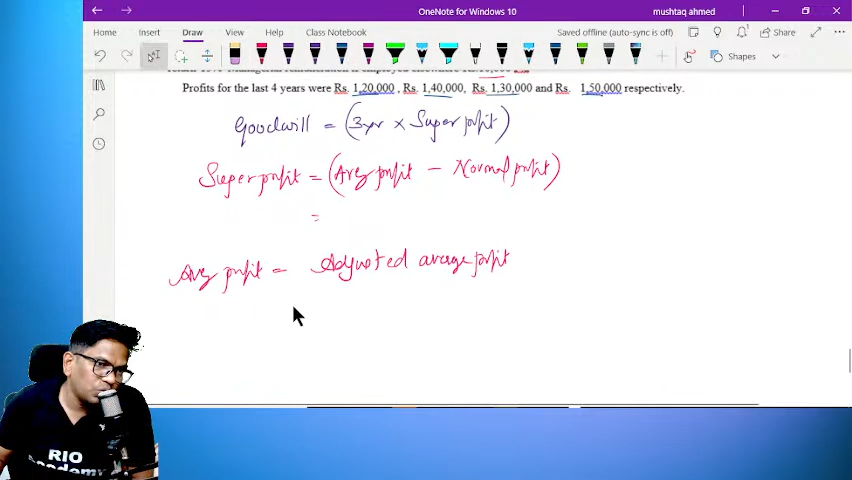 OneNote for Windows 10
mushtaq ahmed
Home Insert Draw View Help Class Notebook
Saved offline (auto-sync is off)
Share
Shapes
Profits for the last 4 years were Rs. 1,20,000 , Rs. 1,40,000, Rs. 1,30,000 and Rs. 1,50,000 respectively.
Goodwill = (3yr × Super profit)
Super profit = (Avg profit - Normal profit)
=
Avg profit = Adjusted average profit
RIO
Academy